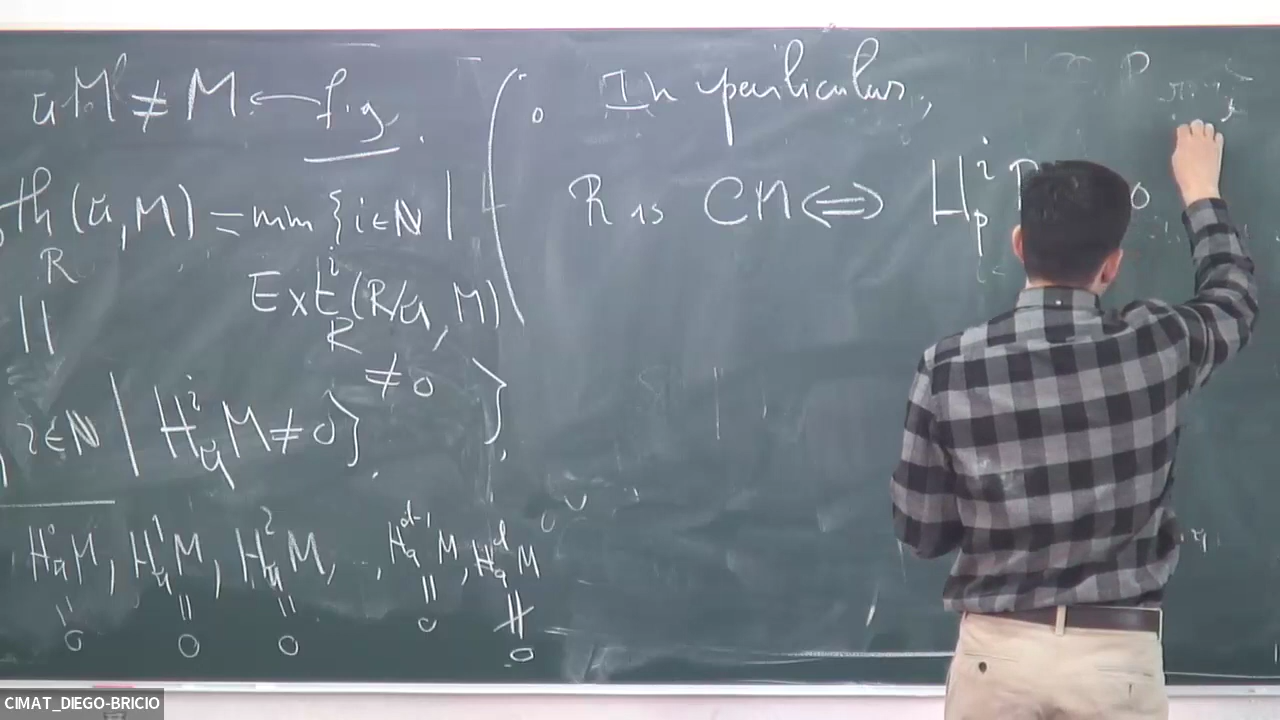 𝔞M ≠ M ← f.g.
th_R(𝔞, M) = min {i ∈ ℕ |
Ext^i_R(R/𝔞, M)
≠ 0 }.
||
i ∈ ℕ | H^i_𝔞 M ≠ 0}.
H^0_𝔞 M, H^1_𝔞 M, H^2_𝔞 M, ..., H^{d-1}_𝔞 M, H^d_𝔞 M
|| || || || ∦
0 0 0 0 0
In particular,
R is CM ⟺ H^i_p
0
CIMAT_DIEGO-BRICIO